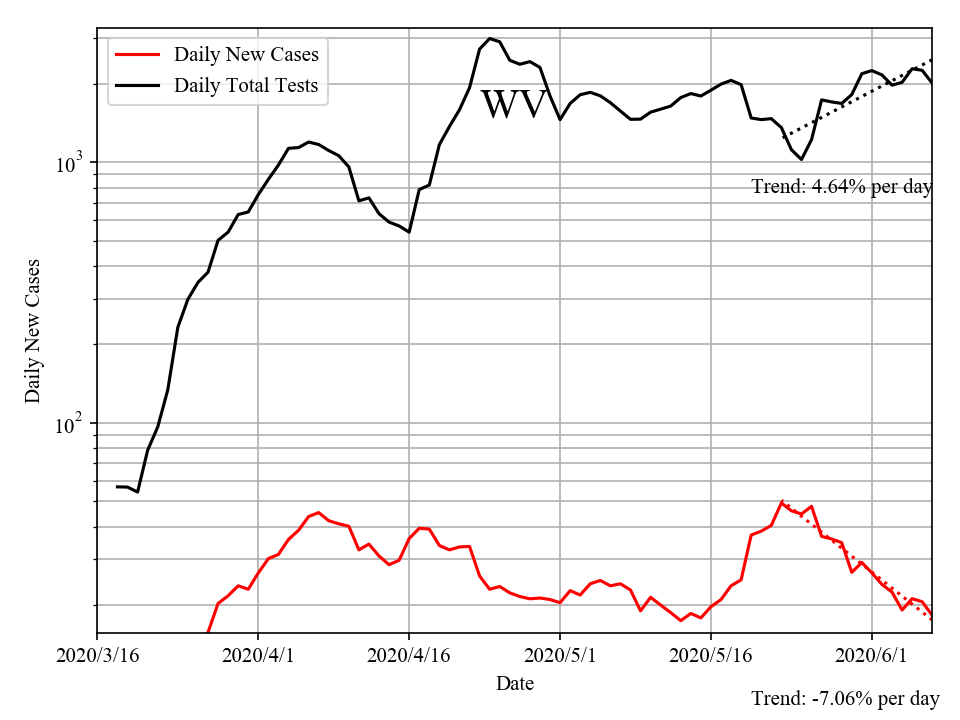 Daily New Cases
Daily Total Tests
WV
10^3
Trend: 4.64% per day
Daily New Cases
10^2
2020/3/16
2020/4/1
2020/4/16
2020/5/1
2020/5/16
2020/6/1
Date
Trend: -7.06% per day